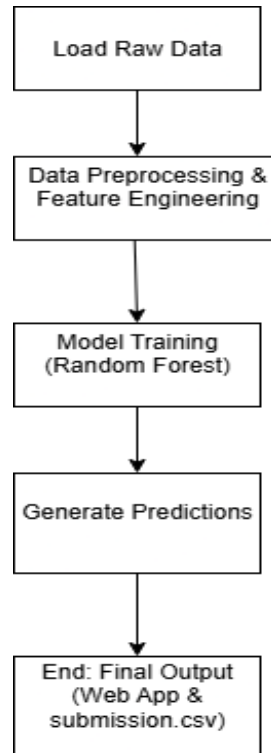 Load Raw Data
Data Preprocessing &
Feature Engineering
Model Training
(Random Forest)
Generate Predictions
End: Final Output
(Web App &
submission.csv)